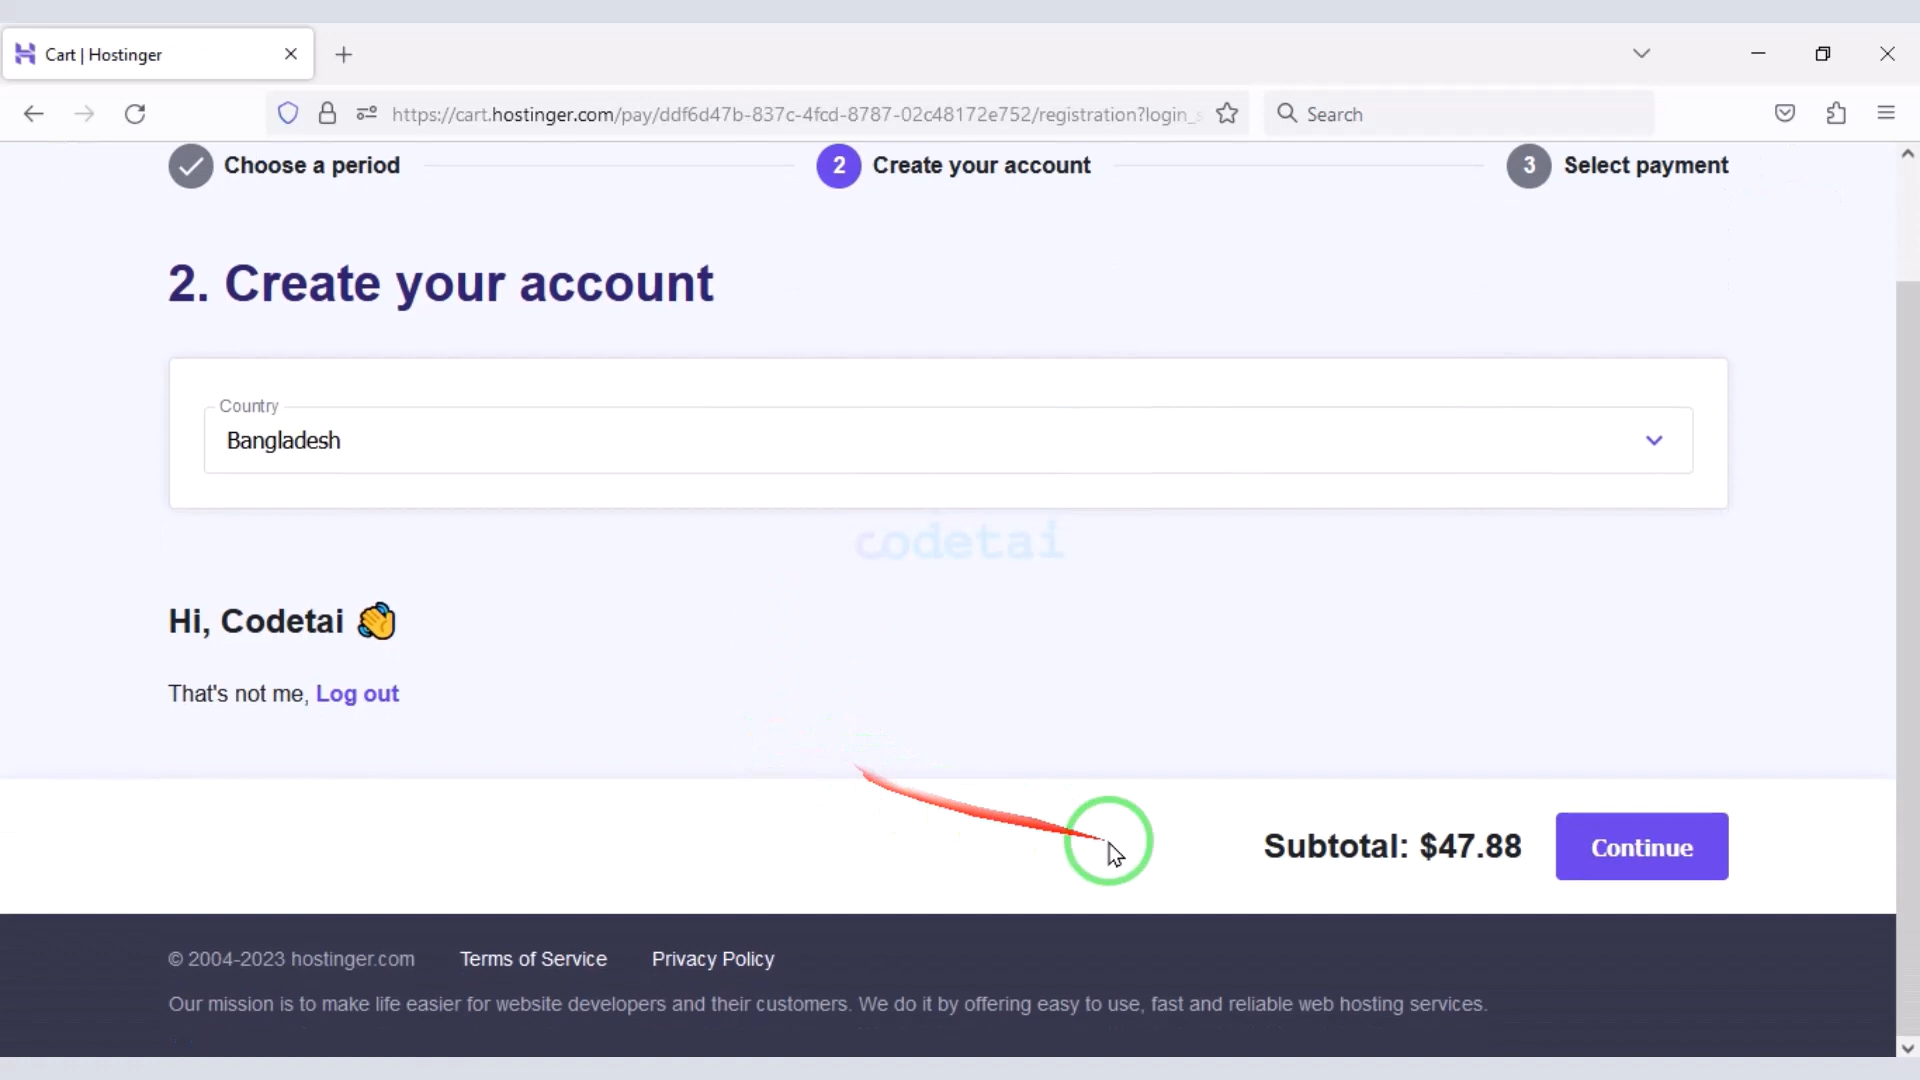 Cart | Hostinger
https://cart.hostinger.com/pay/ddf6d47b-837c-4fcd-8787-02c48172e752/registration?login_s
Search
Choose a period
2 Create your account
3 Select payment
2. Create your account
Country
Bangladesh
codetai
Hi, Codetai 👋
That's not me, Log out
Subtotal: $47.88
Continue
© 2004-2023 hostinger.com Terms of Service Privacy Policy
Our mission is to make life easier for website developers and their customers. We do it by offering easy to use, fast and reliable web hosting services.